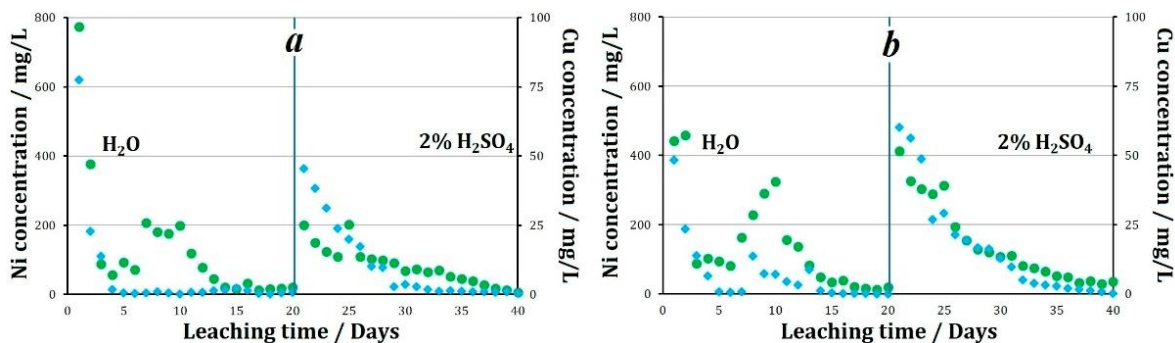 800
600
400
200
0
Ni concentration / mg/L
a
H₂O
2% H₂SO₄
100
75
50
25
0
Cu concentration / mg/L
0 5 10 15 20 25 30 35 40
Leaching time / Days
800
600
400
200
0
Ni concentration / mg/L
b
H₂O
2% H₂SO₄
100
75
50
25
0
Cu concentration / mg/L
0 5 10 15 20 25 30 35 40
Leaching time / Days